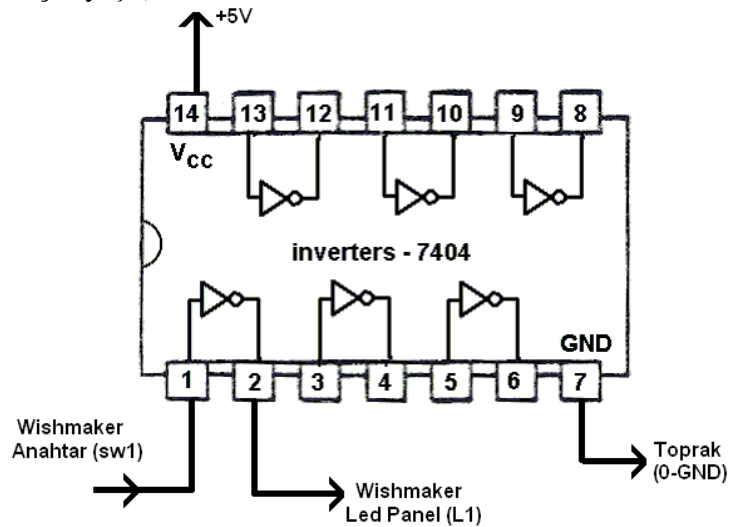 +5V
14 13 12 11 10 9 8
VCC
inverters - 7404
GND
1 2 3 4 5 6 7
Wishmaker
Anahtar (sw1)
Wishmaker
Led Panel (L1)
Toprak
(0-GND)